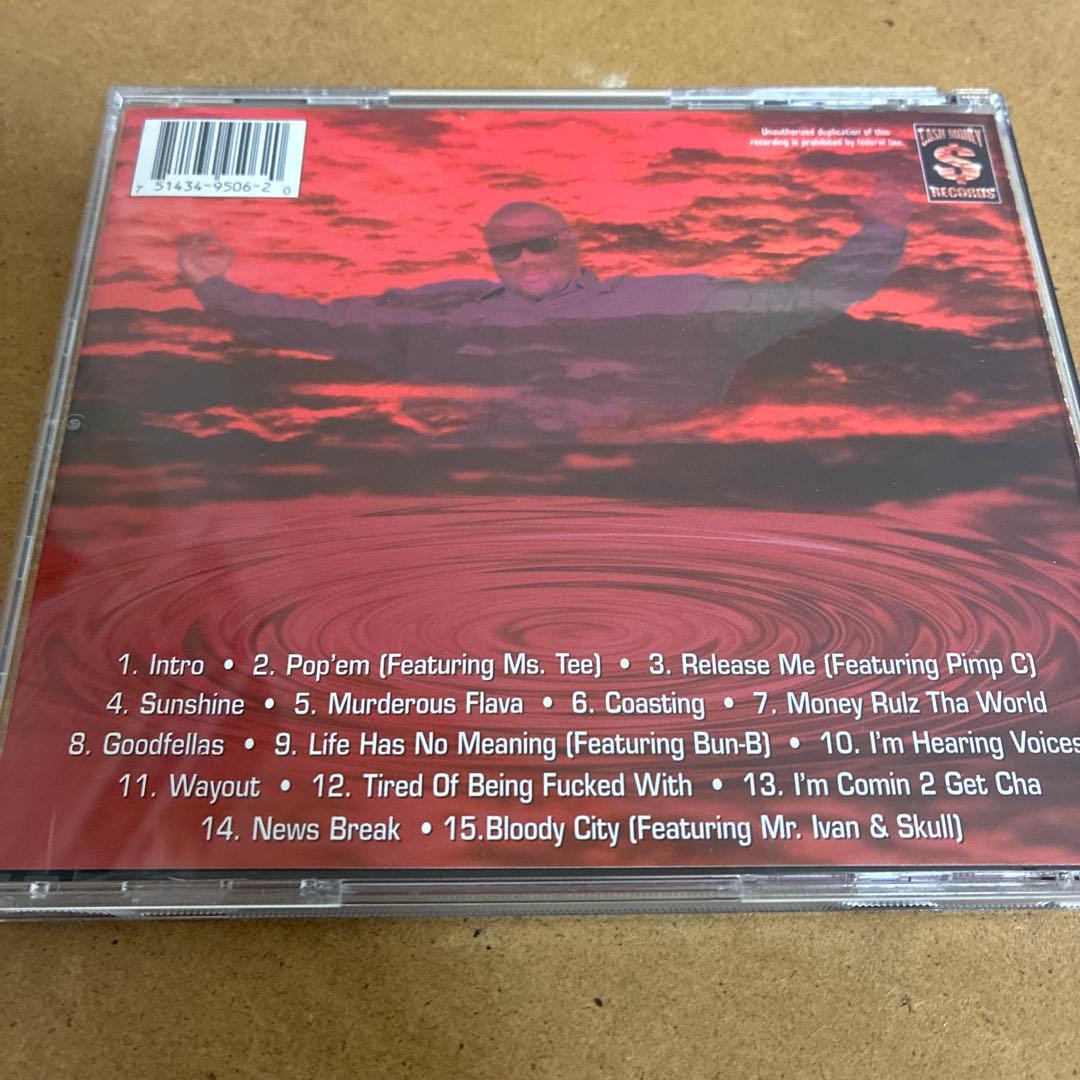 7 51434-9506-2 0
Unauthorized duplication of this
recording is prohibited by federal law.
CASH MONEY
$
RECORDS
1. Intro • 2. Pop'em (Featuring Ms. Tee) • 3. Release Me (Featuring Pimp C)
4. Sunshine • 5. Murderous Flava • 6. Coasting • 7. Money Rulz Tha World
8. Goodfellas • 9. Life Has No Meaning (Featuring Bun-B) • 10. I'm Hearing Voices
11. Wayout • 12. Tired Of Being Fucked With • 13. I'm Comin 2 Get Cha
14. News Break • 15.Bloody City (Featuring Mr. Ivan & Skull)